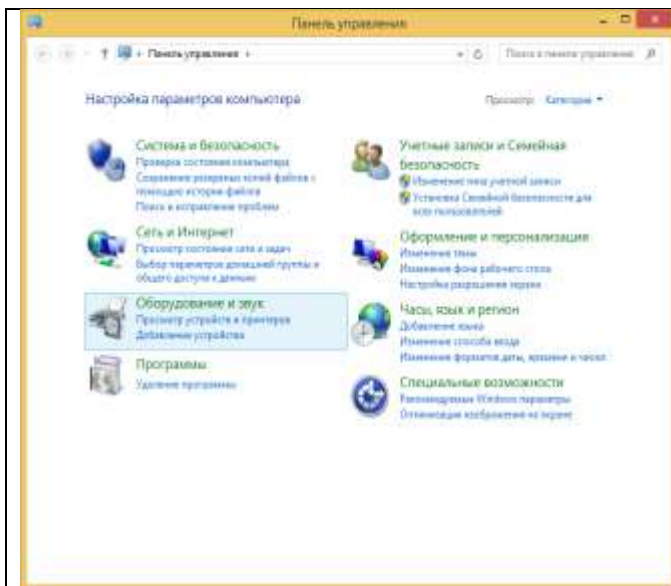 Панель управления
Панель управления
Поиск в панели управления
Настройка параметров компьютера
Просмотр: Категория
Система и безопасность
Проверка состояния компьютера
Сохранение резервных копий файлов с
помощью истории файлов
Поиск и исправление проблем
Сеть и Интернет
Просмотр состояния сети и задач
Выбор параметров домашней группы и
общего доступа к данным
Оборудование и звук
Просмотр устройств и принтеров
Добавление устройства
Программы
Удаление программы
Учетные записи и Семейная
безопасность
Изменение типа учетной записи
Установка Семейной безопасности для
всех пользователей
Оформление и персонализация
Изменение темы
Изменение фона рабочего стола
Настройка разрешения экрана
Часы, язык и регион
Добавление языка
Изменение способа ввода
Изменение форматов даты, времени и чисел
Специальные возможности
Рекомендуемые Windows параметры
Оптимизация изображения на экране